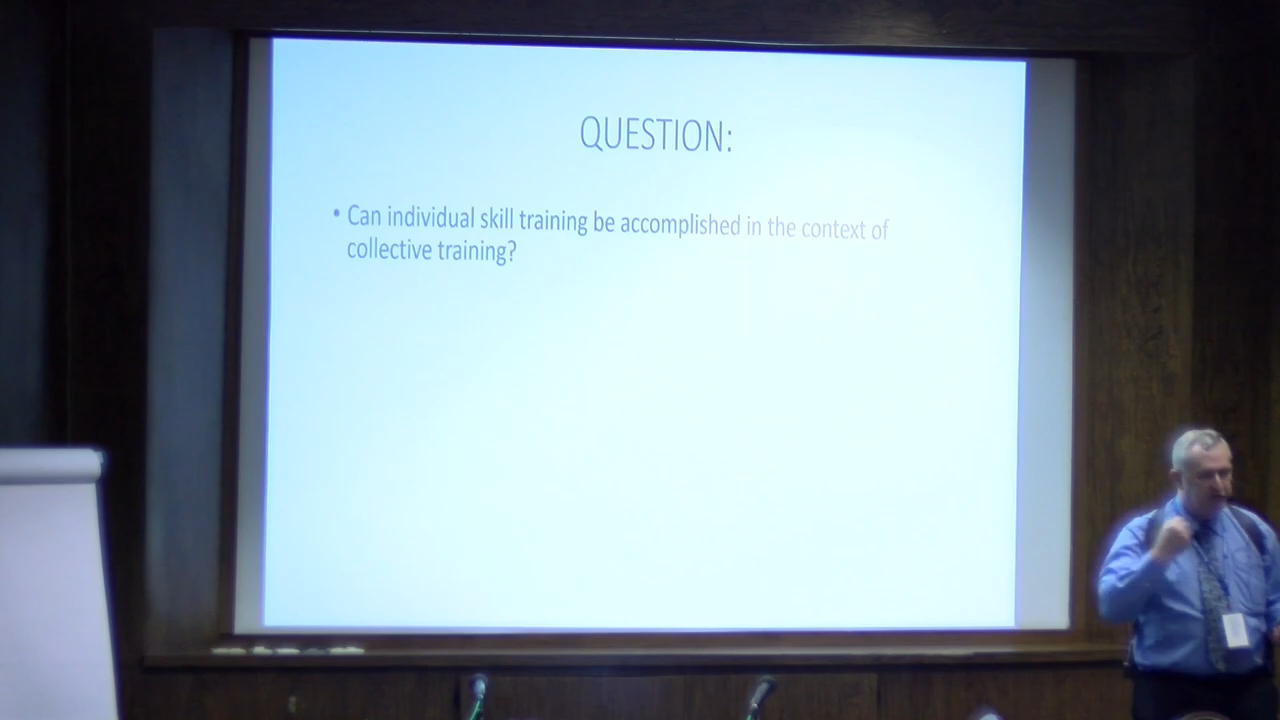 QUESTION:
• Can individual skill training be accomplished in the context of
collective training?